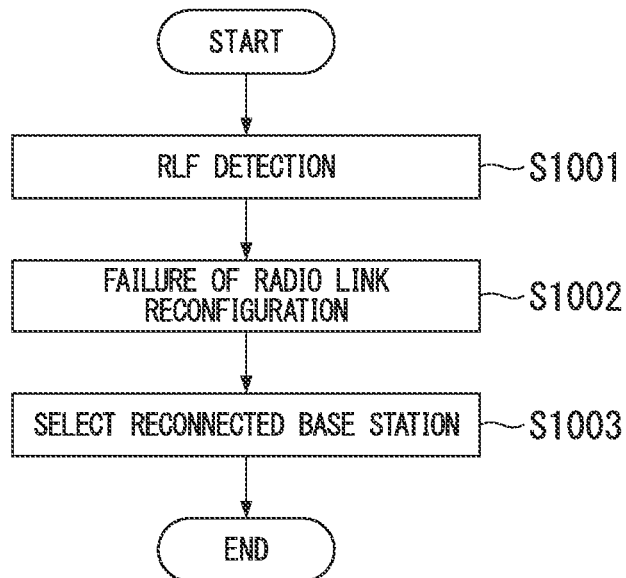 START
RLF DETECTION
S1001
FAILURE OF RADIO LINK
RECONFIGURATION
S1002
SELECT RECONNECTED BASE STATION
S1003
END